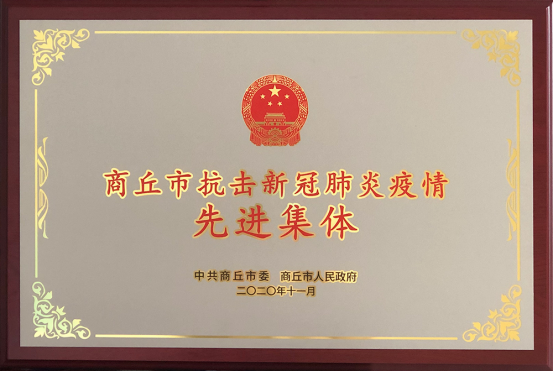 商丘市抗击新冠肺炎疫情
先进集体
中共商丘市委 商丘市人民政府
二〇二〇年十一月